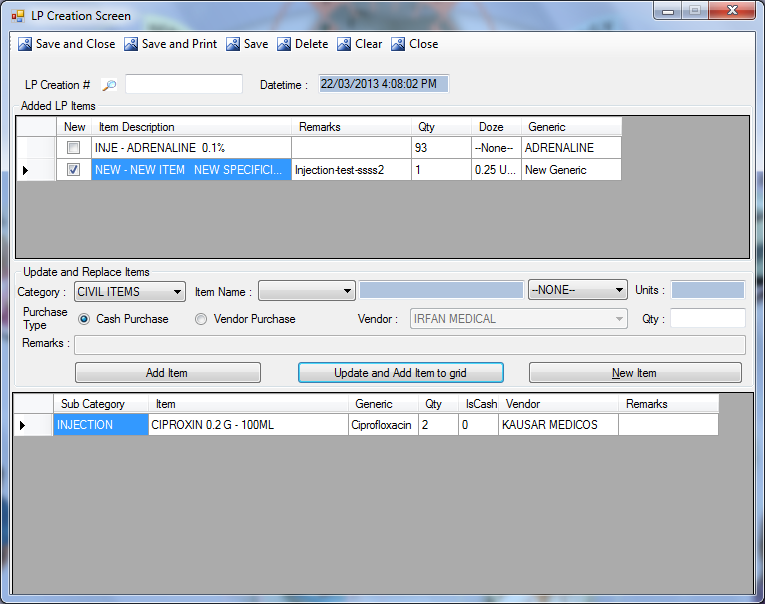 LP Creation Screen
Save and Close Save and Print Save Delete Clear Close
LP Creation # Datetime : 22/03/2013 4:08:02 PM
Added LP Items
New Item Description Remarks Qty Doze Generic
INJE - ADRENALINE 0.1% 93 --None-- ADRENALINE
NEW - NEW ITEM NEW SPECIFICI... Injection-test-ssss2 1 0.25 U... New Generic
Update and Replace Items
Category : CIVIL ITEMS Item Name : --NONE-- Units :
Purchase Type Cash Purchase Vendor Purchase Vendor : IRFAN MEDICAL Qty :
Remarks :
Add Item Update and Add Item to grid New Item
Sub Category Item Generic Qty IsCash Vendor Remarks
INJECTION CIPROXIN 0.2 G - 100ML Ciprofloxacin 2 0 KAUSAR MEDICOS